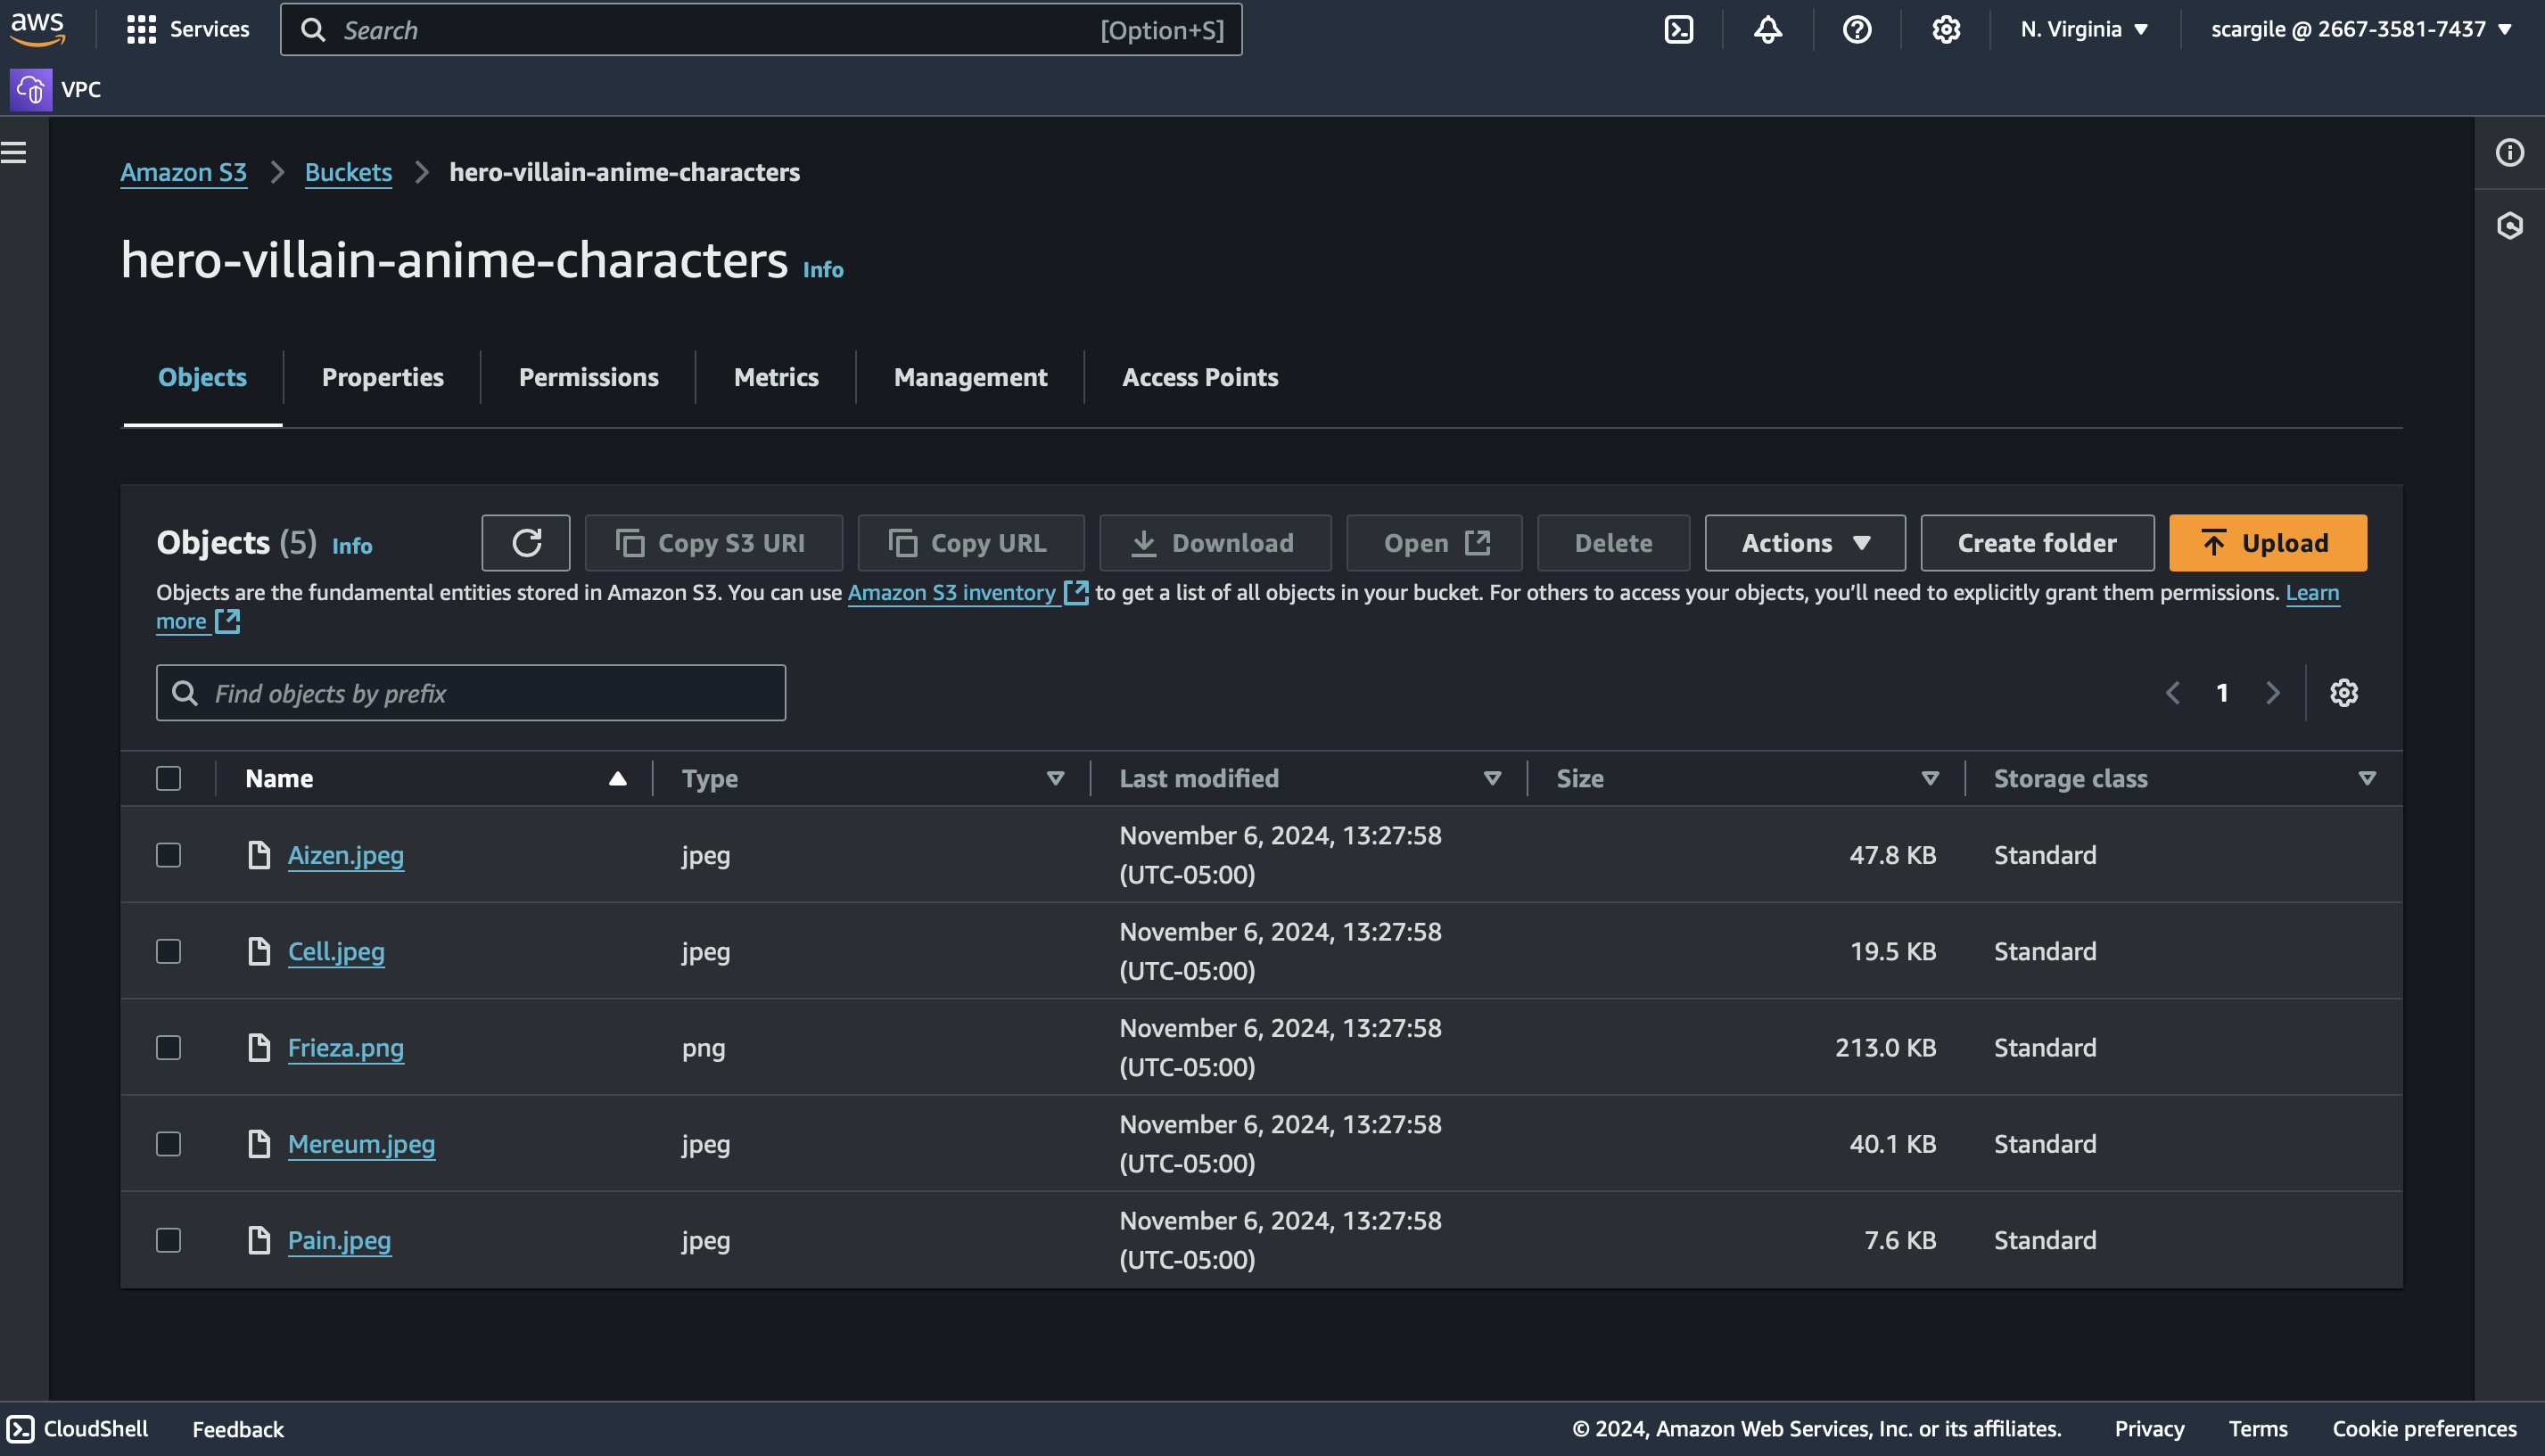 aws Services Search [Option+S] N. Virginia scargile @ 2667-3581-7437
VPC
Amazon S3 Buckets hero-villain-anime-characters
hero-villain-anime-characters Info
Objects Properties Permissions Metrics Management Access Points
Objects (5) Info Copy S3 URI Copy URL Download Open Delete Actions Create folder Upload
Objects are the fundamental entities stored in Amazon S3. You can use Amazon S3 inventory to get a list of all objects in your bucket. For others to access your objects, you'll need to explicitly grant them permissions. Learn
more
Find objects by prefix 1
Name Type Last modified Size Storage class
Aizen.jpeg jpeg November 6, 2024, 13:27:58 (UTC-05:00) 47.8 KB Standard
Cell.jpeg jpeg November 6, 2024, 13:27:58 (UTC-05:00) 19.5 KB Standard
Frieza.png png November 6, 2024, 13:27:58 (UTC-05:00) 213.0 KB Standard
Mereum.jpeg jpeg November 6, 2024, 13:27:58 (UTC-05:00) 40.1 KB Standard
Pain.jpeg jpeg November 6, 2024, 13:27:58 (UTC-05:00) 7.6 KB Standard
CloudShell Feedback © 2024, Amazon Web Services, Inc. or its affiliates. Privacy Terms Cookie preferences